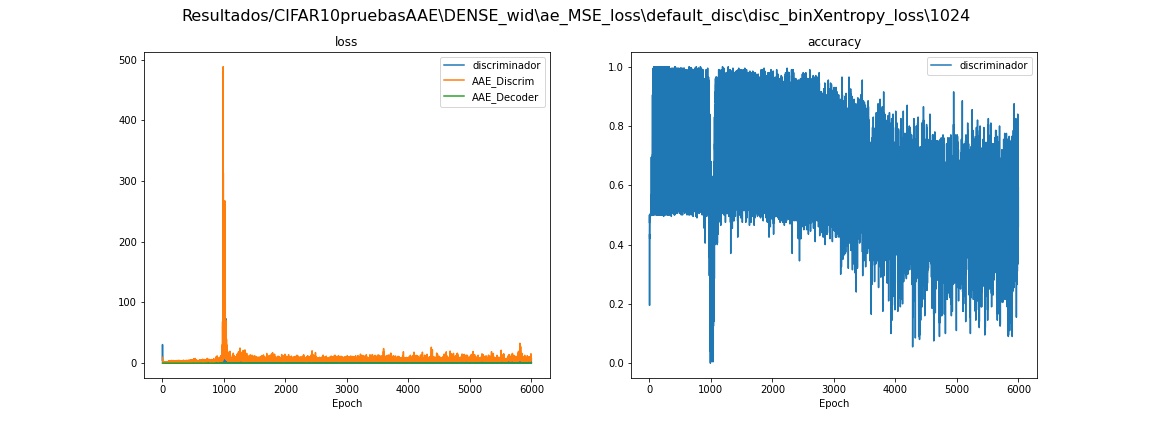 Resultados/CIFAR10pruebasAAE\DENSE_wid\ae_MSE_loss\default_disc\disc_binXentropy_loss\1024
loss
500
400
300
200
100
0
0 1000 2000 3000 4000 5000 6000
Epoch
discriminador
AAE_Discrim
AAE_Decoder
accuracy
1.0
0.8
0.6
0.4
0.2
0.0
0 1000 2000 3000 4000 5000 6000
Epoch
discriminador